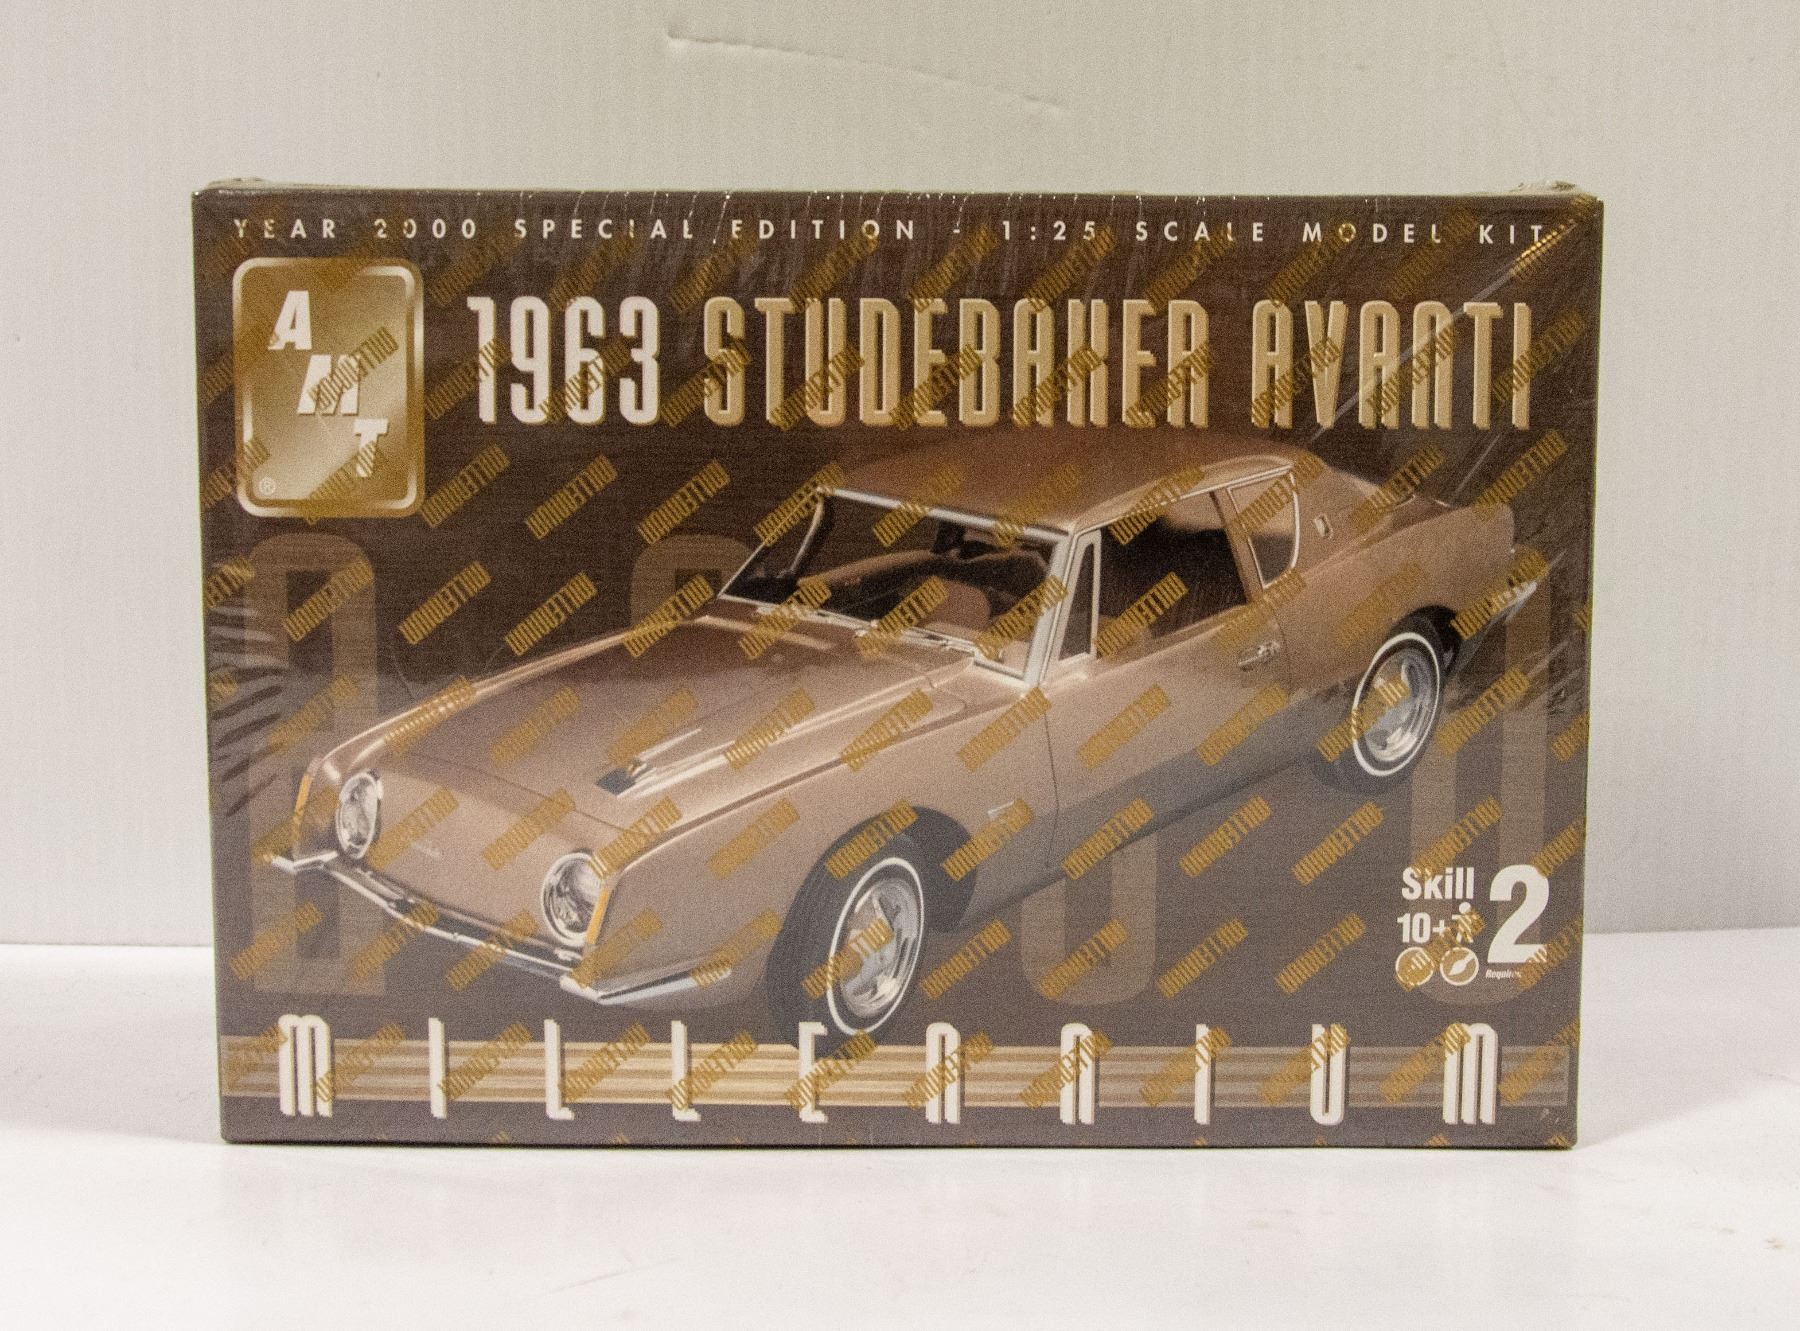 YEAR 2000 SPECIAL EDITION - 1:25 SCALE MODEL KIT
AMT
®
1963 STUDEBAKER AVANTI
Skill 2
10+
MILLENNIUM